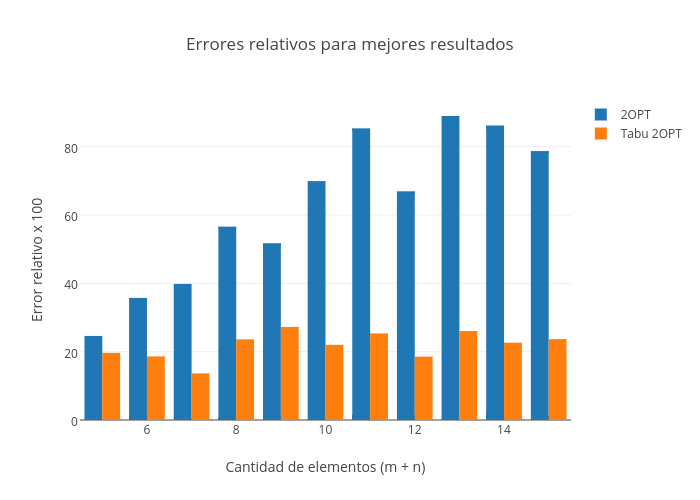 Errores relativos para mejores resultados
2OPT
Tabu 2OPT
Error relativo x 100
80
60
40
20
0
6
8
10
12
14
Cantidad de elementos (m + n)